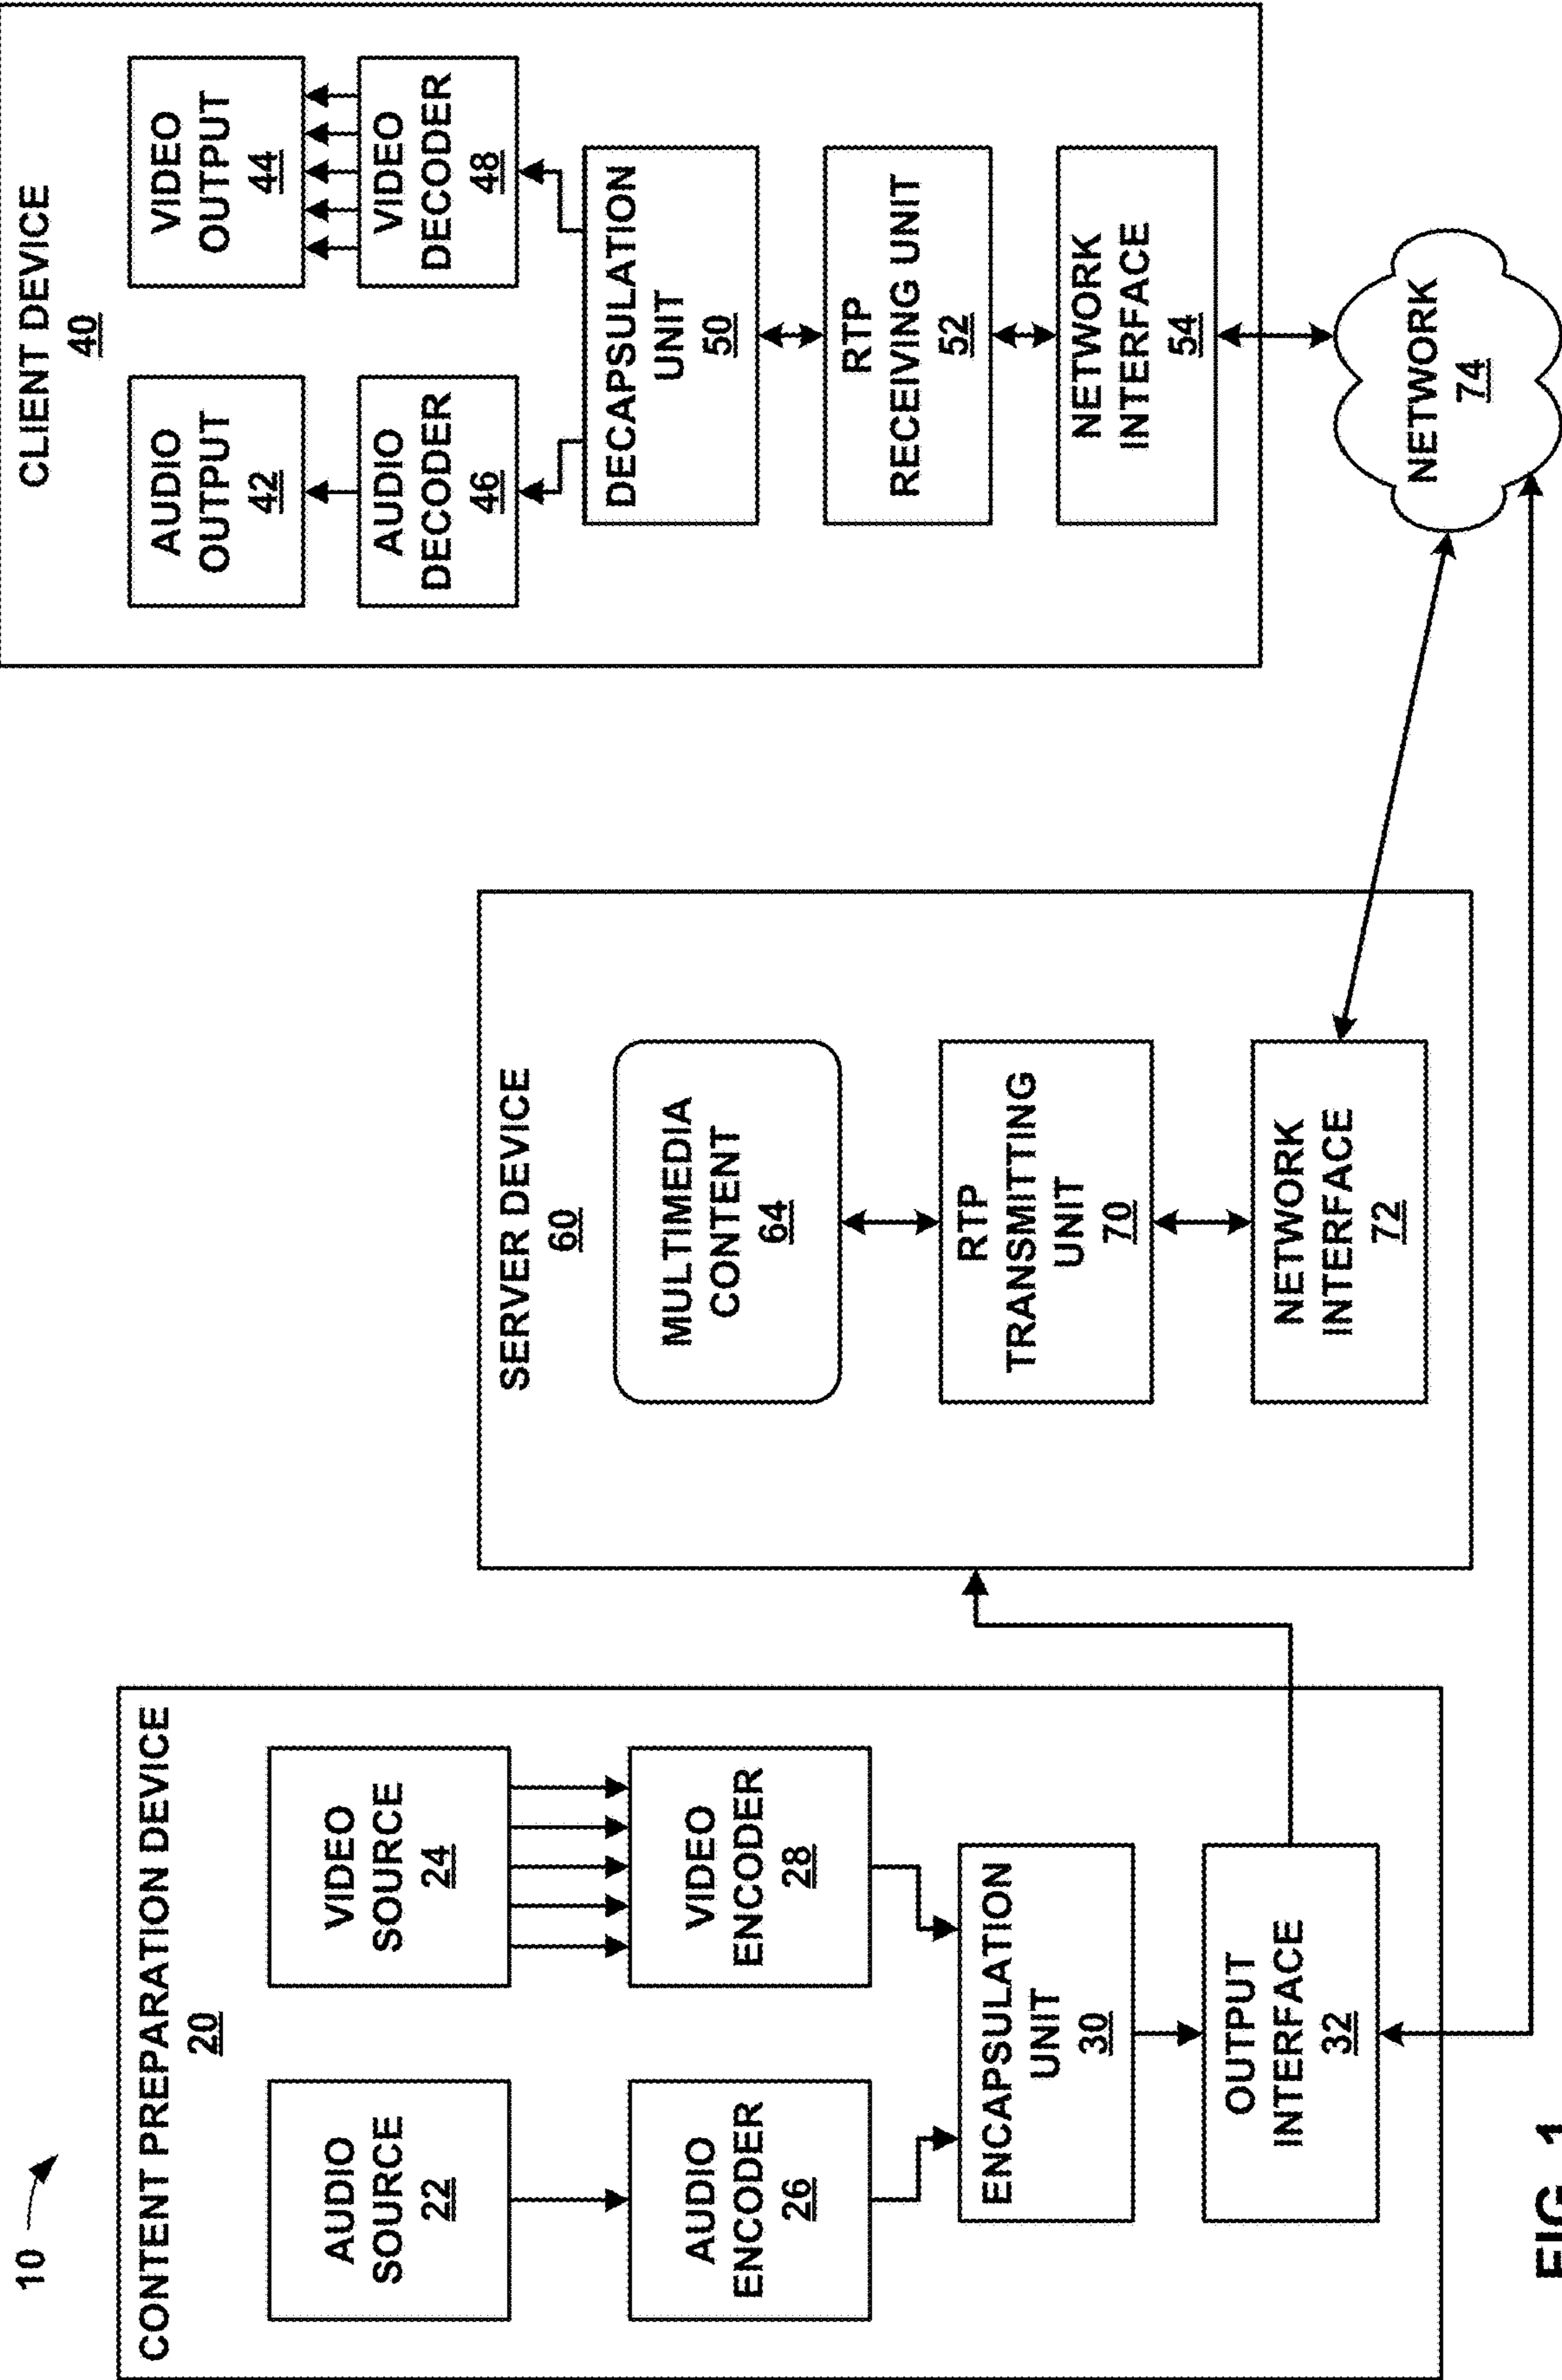 10
CONTENT PREPARATION DEVICE
20
AUDIO
SOURCE
22
VIDEO
SOURCE
24
AUDIO
ENCODER
26
VIDEO
ENCODER
28
ENCAPSULATION
UNIT
30
OUTPUT
INTERFACE
32
SERVER DEVICE
60
MULTIMEDIA
CONTENT
64
RTP
TRANSMITTING
UNIT
70
NETWORK
INTERFACE
72
CLIENT DEVICE
40
AUDIO
OUTPUT
42
VIDEO
OUTPUT
44
AUDIO
DECODER
46
VIDEO
DECODER
48
DECAPSULATION
UNIT
50
RTP
RECEIVING UNIT
52
NETWORK
INTERFACE
54
NETWORK
74
FIG. 1